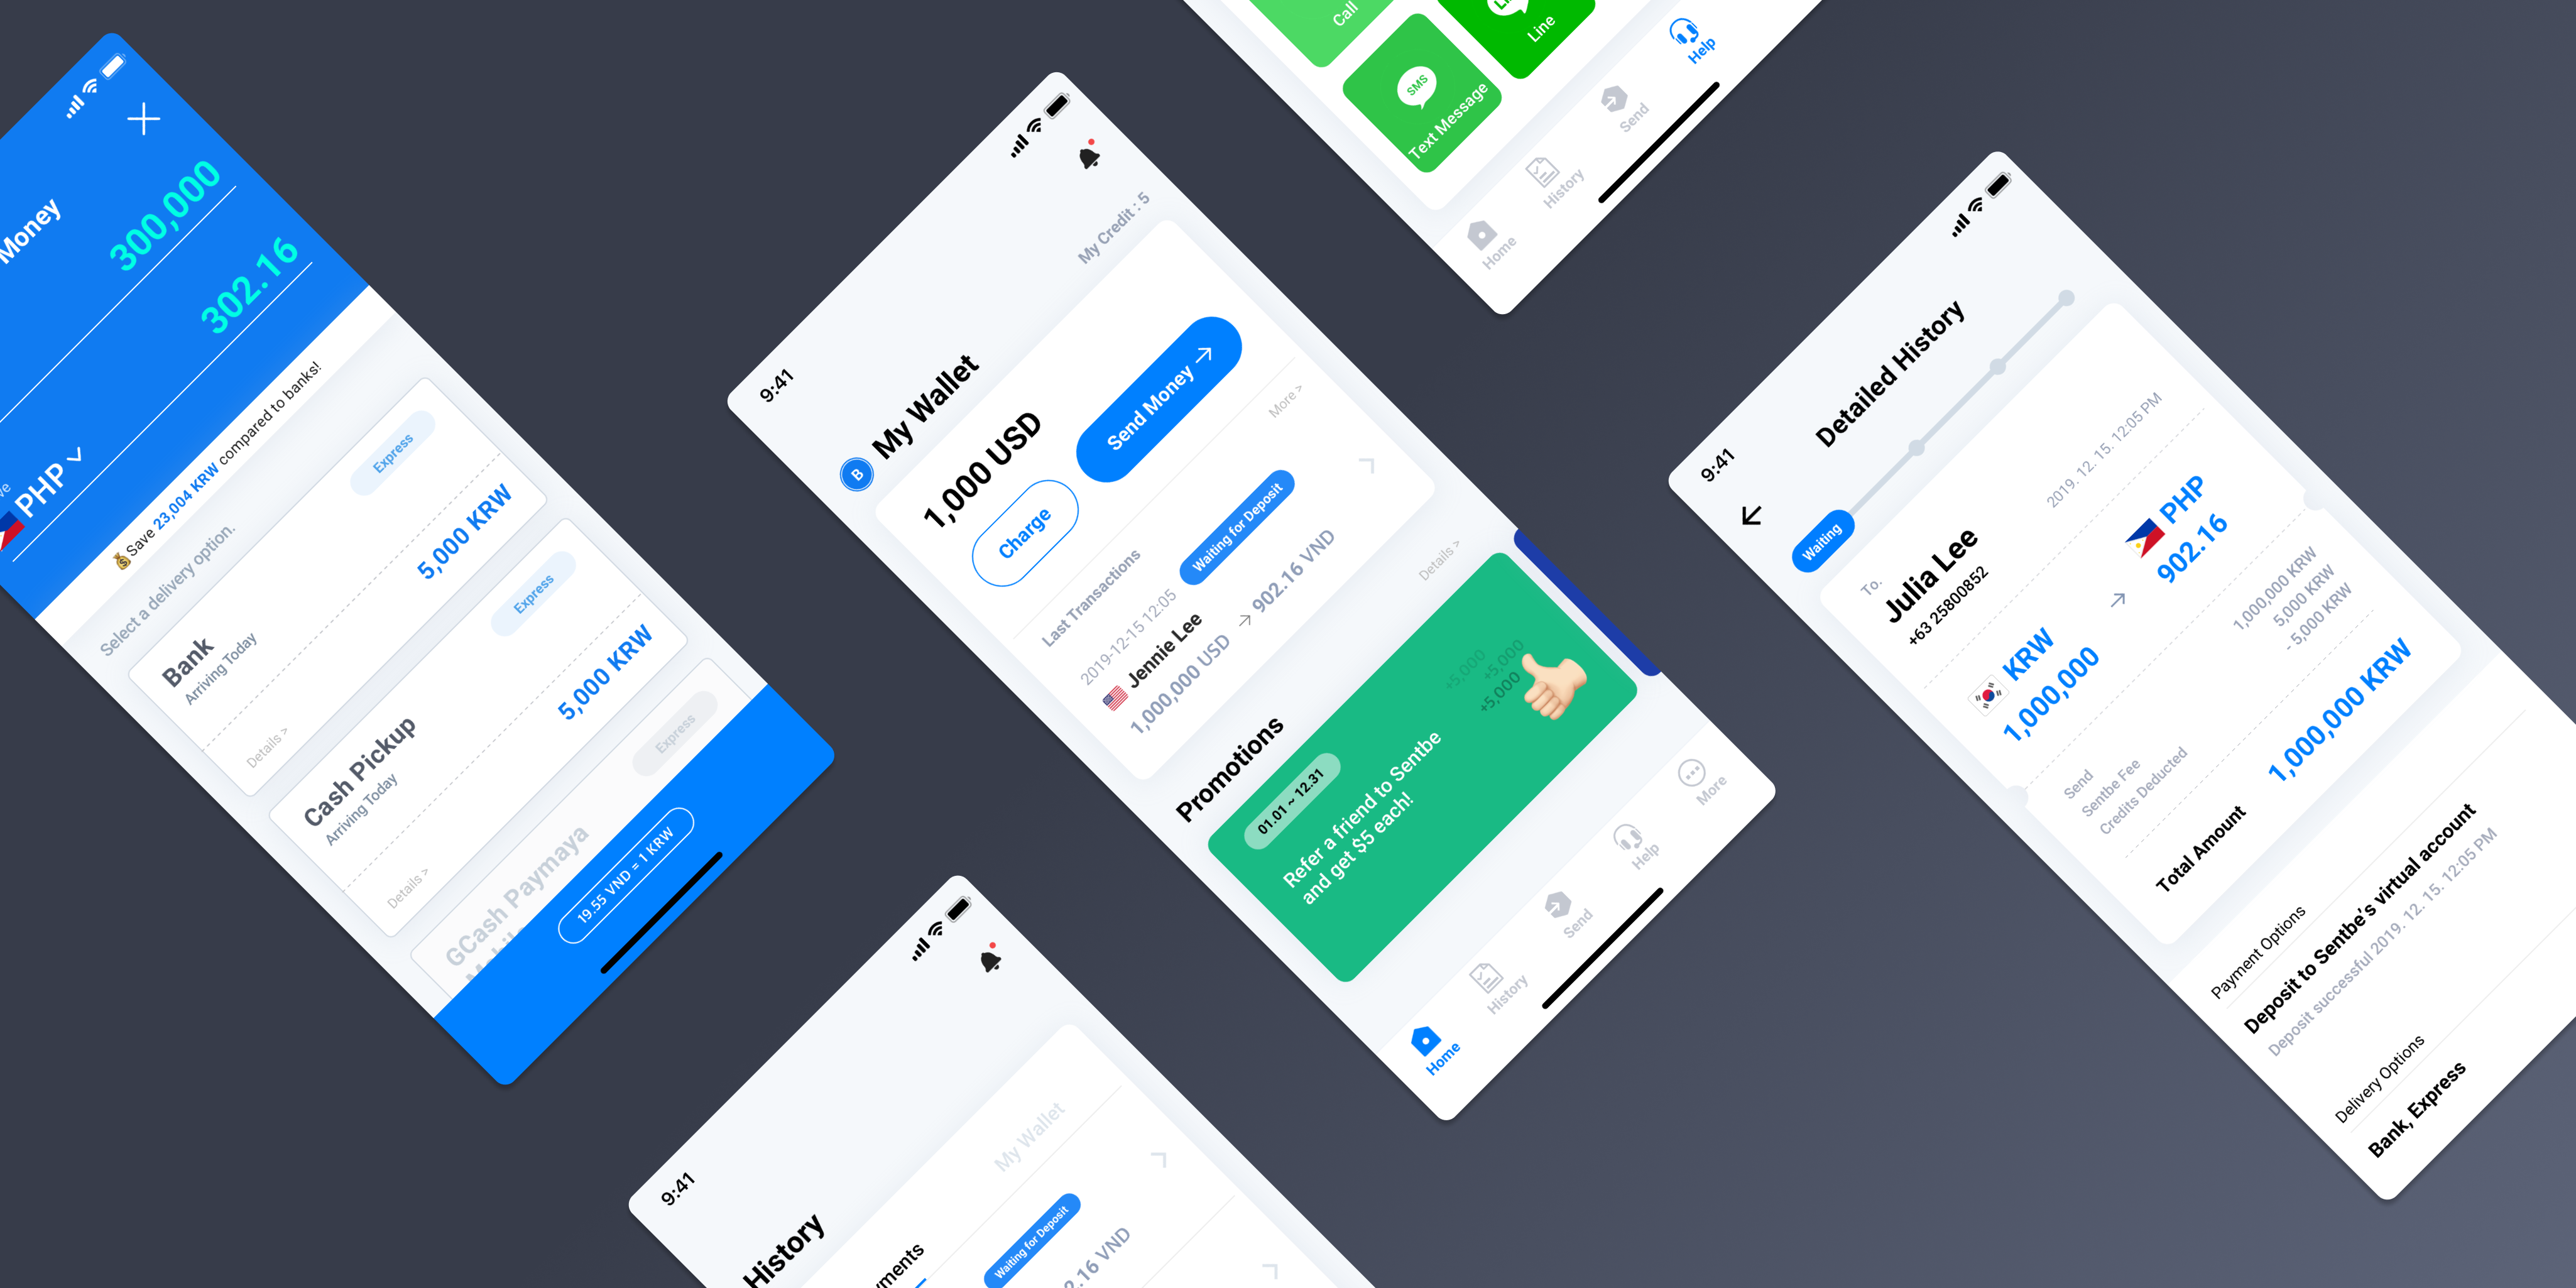 Money
300,000
302.16
PHP
💰Save 23,004 KRW compared to banks!
Select a delivery option.
Bank
Express
Arriving Today
5,000 KRW
Details >
Cash Pickup
Express
Arriving Today
5,000 KRW
Details >
GCash Paymaya
Express
19.55 VND = 1 KRW
9:41
B
My Wallet
My Credit : 5
1,000 USD
Charge
Send Money
Last Transactions
More >
2019-12-15 12:05
Waiting for Deposit
Jennie Lee
1,000,000 USD → 902.16 VND
Promotions
Details >
01.01 ~ 12.31
Refer a friend to Sentbe
and get $5 each!
+5,000
+5,000
+5,000
Home
History
Send
Help
More
Call
Line
SMS
Text Message
Home
History
Send
Help
9:41
History
My Wallet
Waiting for Deposit
2.16 VND
9:41
Detailed History
Waiting
To.
2019. 12. 15. 12:05 PM
Julia Lee
+63 25800852
KRW → PHP
1,000,000
902.16
Send
1,000,000 KRW
Sentbe Fee
5,000 KRW
Credits Deducted
- 5,000 KRW
Total Amount
1,000,000 KRW
Payment Options
Deposit to Sentbe's virtual account
Deposit successful 2019. 12. 15. 12:05 PM
Delivery Options
Bank, Express